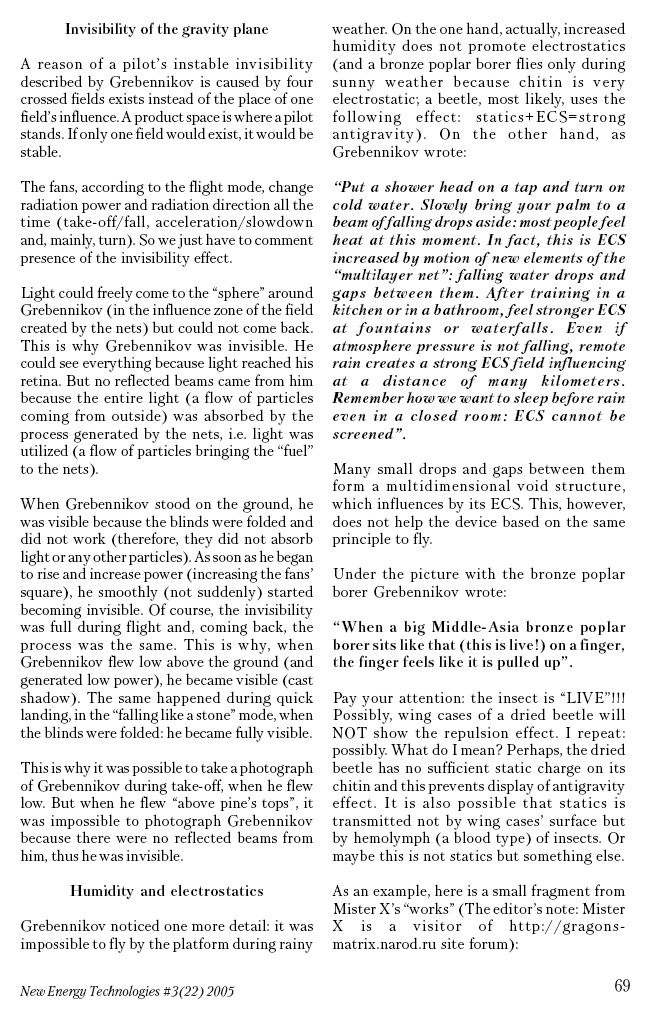 Invisibility of the gravity plane
A reason of a pilot's instable invisibility
described by Grebennikov is caused by four
crossed fields exists instead of the place of one
field's influence. A product space is where a pilot
stands. If only one field would exist, it would be
stable.
The fans, according to the flight mode, change
radiation power and radiation direction all the
time (take-off/fall, acceleration/slowdown
and, mainly, turn). So we just have to comment
presence of the invisibility effect.
Light could freely come to the "sphere" around
Grebennikov (in the influence zone of the field
created by the nets) but could not come back.
This is why Grebennikov was invisible. He
could see everything because light reached his
retina. But no reflected beams came from him
because the entire light (a flow of particles
coming from outside) was absorbed by the
process generated by the nets, i.e. light was
utilized (a flow of particles bringing the "fuel"
to the nets).
When Grebennikov stood on the ground, he
was visible because the blinds were folded and
did not work (therefore, they did not absorb
light or any other particles). As soon as he began
to rise and increase power (increasing the fans'
square), he smoothly (not suddenly) started
becoming invisible. Of course, the invisibility
was full during flight and, coming back, the
process was the same. This is why, when
Grebennikov flew low above the ground (and
generated low power), he became visible (cast
shadow). The same happened during quick
landing, in the "falling like a stone" mode, when
the blinds were folded: he became fully visible.
This is why it was possible to take a photograph
of Grebennikov during take-off, when he flew
low. But when he flew "above pine's tops", it
was impossible to photograph Grebennikov
because there were no reflected beams from
him, thus he was invisible.
Humidity and electrostatics
Grebennikov noticed one more detail: it was
impossible to fly by the platform during rainy
weather. On the one hand, actually, increased
humidity does not promote electrostatics
(and a bronze poplar borer flies only during
sunny weather because chitin is very
electrostatic; a beetle, most likely, uses the
following effect: statics+ECS=strong
antigravity). On the other hand, as
Grebennikov wrote:
"Put a shower head on a tap and turn on
cold water. Slowly bring your palm to a
beam of falling drops aside: most people feel
heat at this moment. In fact, this is ECS
increased by motion of new elements of the
"multilayer net": falling water drops and
gaps between them. After training in a
kitchen or in a bathroom, feel stronger ECS
at fountains or waterfalls. Even if
atmospkere pressure is not falling, remote
rain creates a strong ECS field influencing
at a distance of many kilometers.
Remember how we want to sleep before rain
even in a closed room: ECS cannot be
screened".
Many small drops and gaps between them
form a multidimensional void structure,
which influences by its ECS. This, however,
does not help the device based on the same
principle to fly.
Under the picture with the bronze poplar
borer Grebennikov wrote:
"When a big Middle-Asia bronze poplar
borer sits like that (this is live!) on a finger,
the finger feels like it is pulled up".
Pay your attention: the insect is "LIVE"!!!
Possibly, wing cases of a dried beetle will
NOT show the repulsion effect. I repeat:
possibly. What do I mean? Perhaps, the dried
beetle has no sufficient static charge on its
chitin and this prevents display of antigravity
effect. It is also possible that statics is
transmitted not by wing cases' surface but
by hemolymph (a blood type) of insects. Or
maybe this is not statics but something else.
As an example, here is a small fragment from
Mister X's "works" (The editor's note: Mister
X is a visitor of http://gragons-
matrix.narod.ru site forum):
New Energy Technologies #3(22) 2005
69